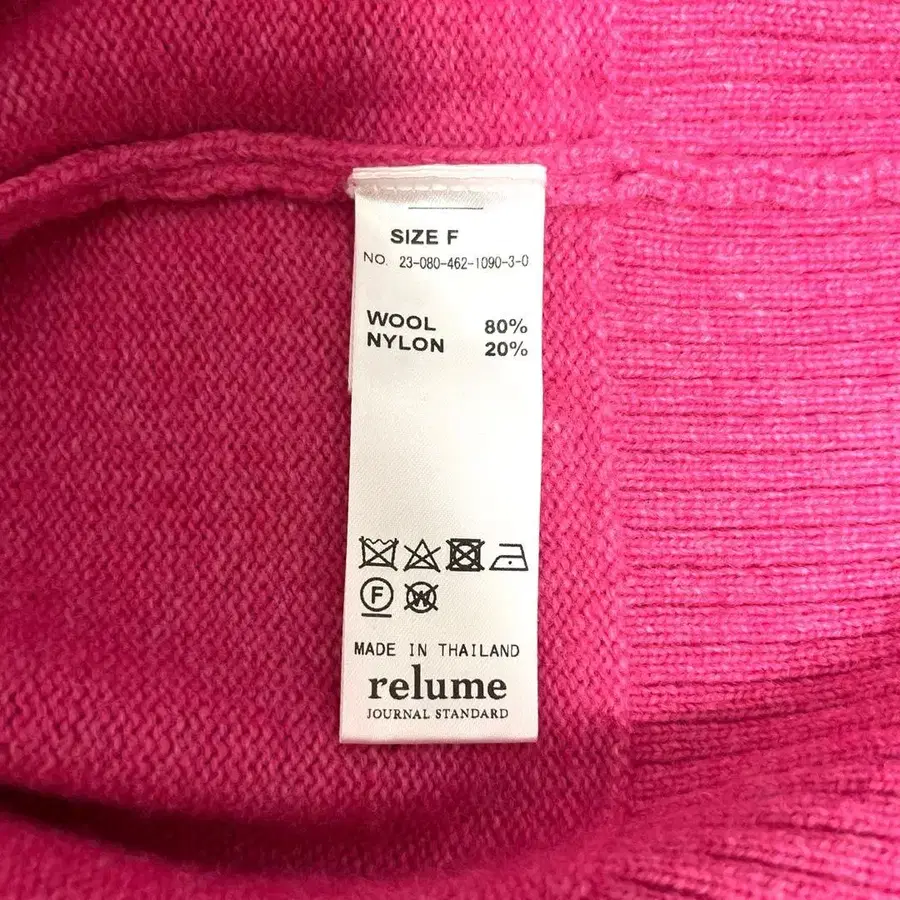 SIZE F
NO. 23-080-462-1090-3-0
WOOL 80%
NYLON 20%
F W
MADE IN THAILAND
relume
JOURNAL STANDARD